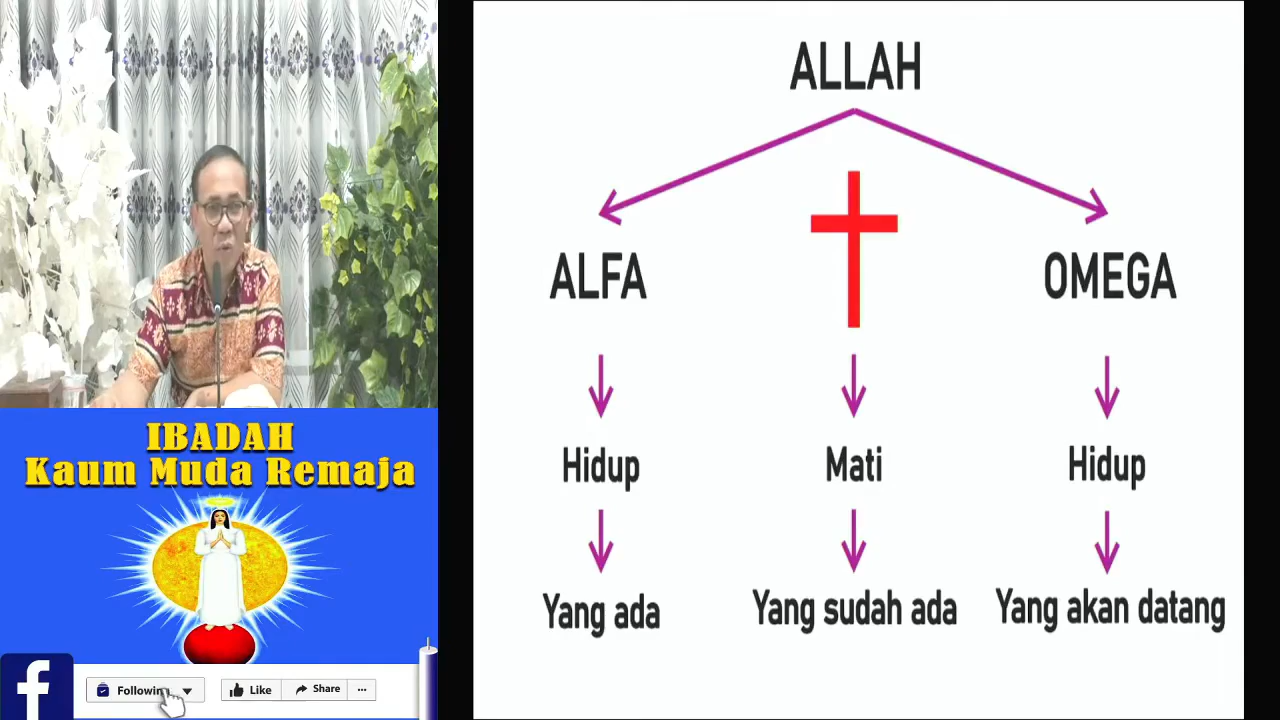 ALLAH
ALFA
OMEGA
Hidup
Mati
Hidup
Yang ada
Yang sudah ada
Yang akan datang
IBADAH
Kaum Muda Remaja
f
Following
Like
Share